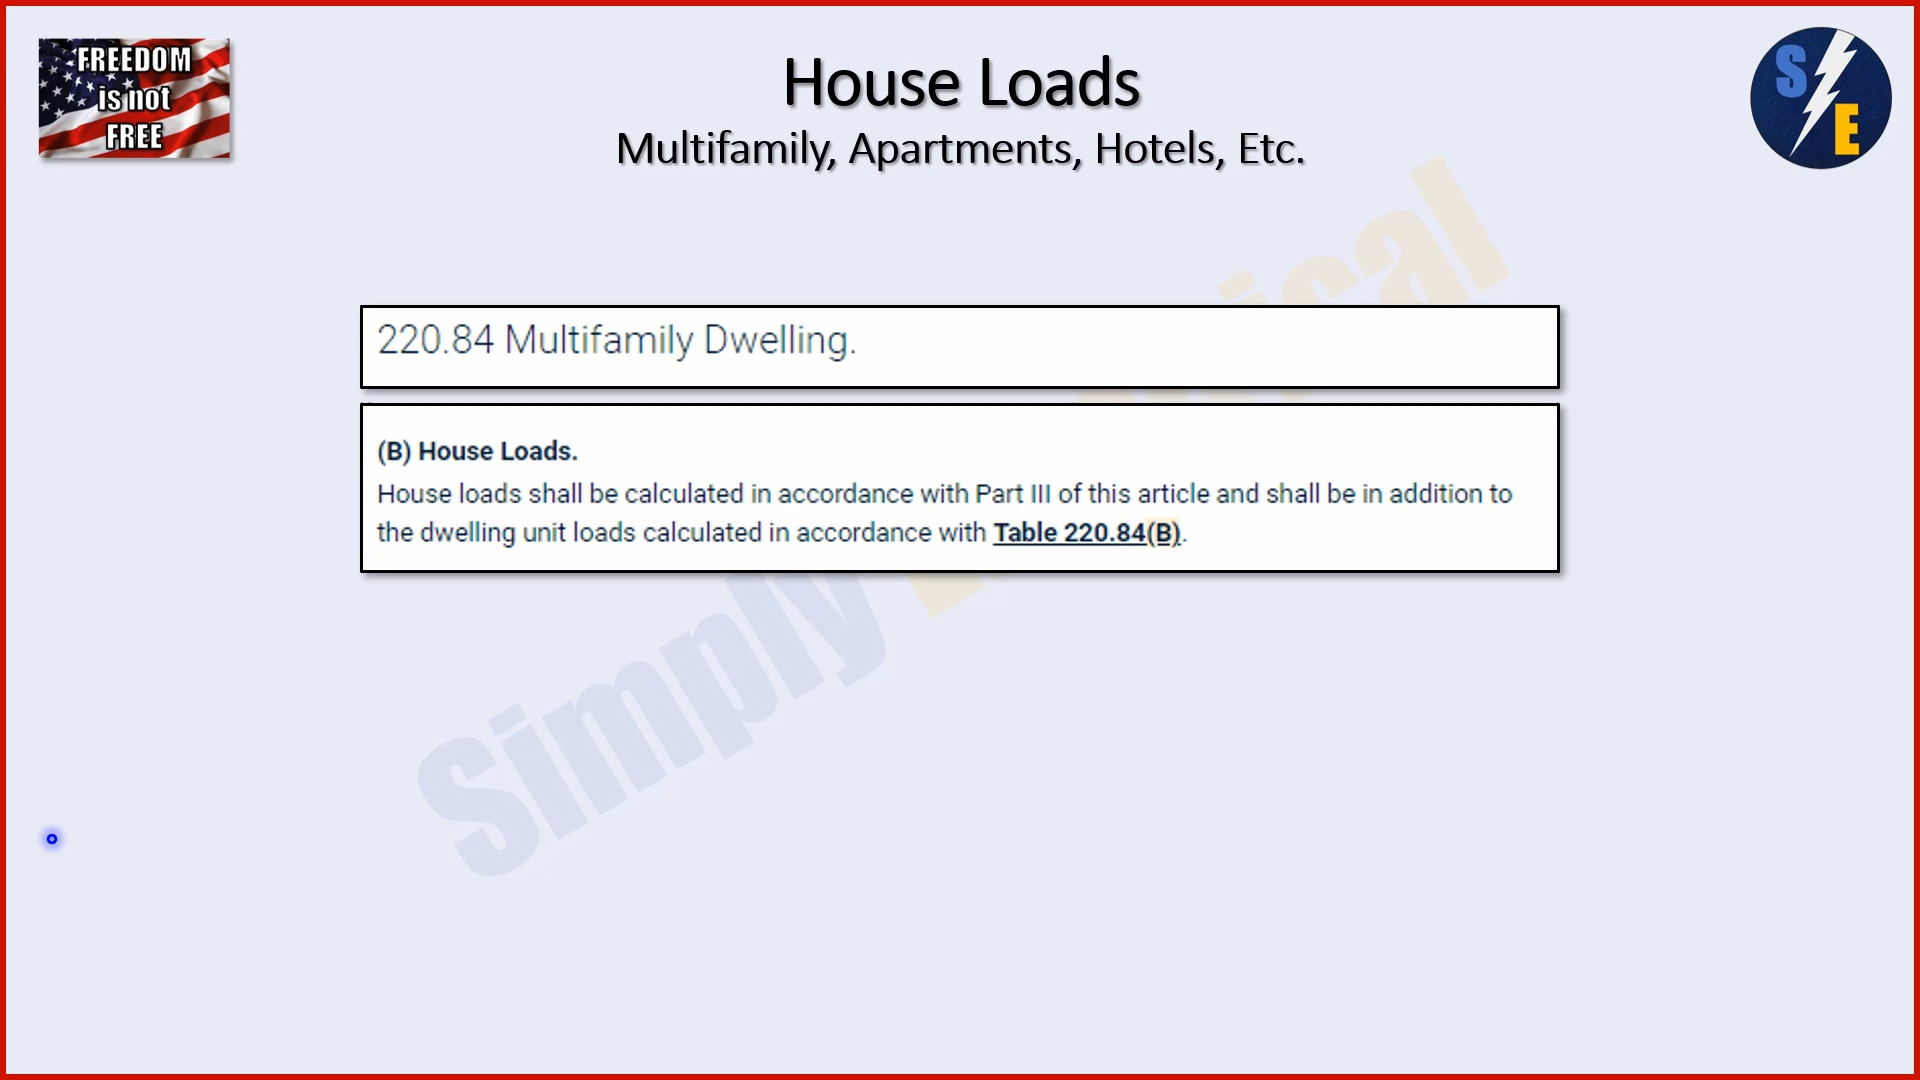 FREEDOM
is not
FREE
House Loads
Multifamily, Apartments, Hotels, Etc.
S
E
220.84 Multifamily Dwelling.
(B) House Loads.
House loads shall be calculated in accordance with Part III of this article and shall be in addition to
the dwelling unit loads calculated in accordance with Table 220.84(B).
Simply